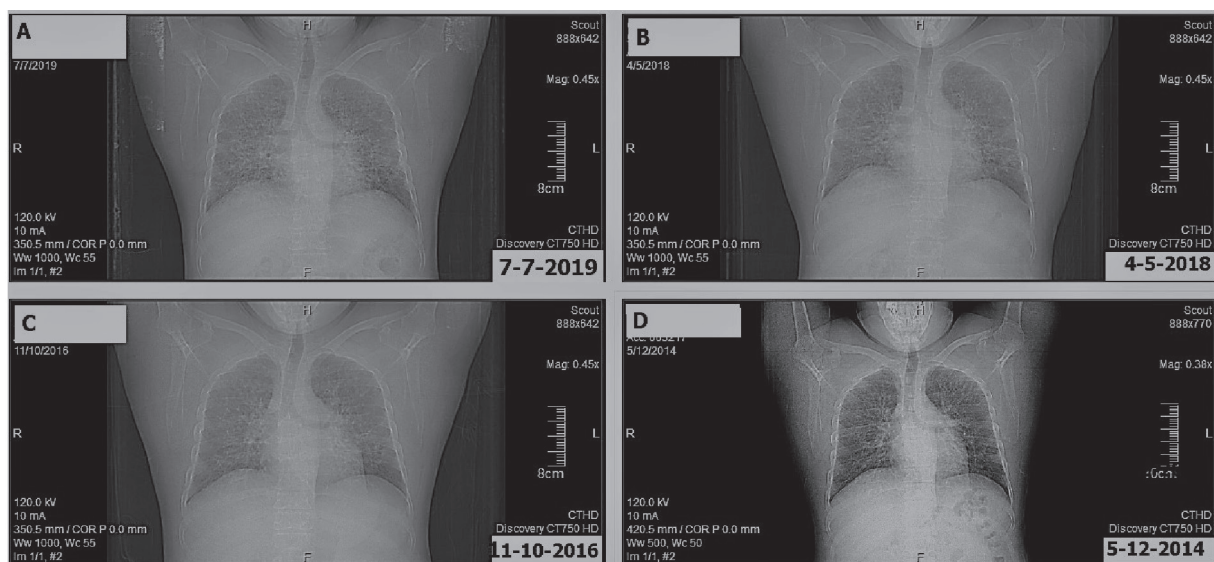 A
7/7/2019
R
120.0 kV
10 mA
350.5 mm / COR P 0.0 mm
Ww 1000, Wc 55
Im 1/1, #2
H
F
Scout
888x642
Mag: 0.45x
L
8cm
CTHD
Discovery CT750 HD
7-7-2019
B
4/5/2018
R
120.0 kV
10 mA
350.5 mm / COR P 0.0 mm
Ww 1000, Wc 55
Im 1/1, #2
H
F
Scout
888x642
Mag: 0.45x
L
8cm
CTHD
Discovery CT750 HD
4-5-2018
C
11/10/2016
R
120.0 kV
10 mA
350.5 mm / COR P 0.0 mm
Ww 1000, Wc 55
Im 1/1, #2
H
F
Scout
888x642
Mag: 0.45x
L
8cm
CTHD
Discovery CT750 HD
11-10-2016
D
5/12/2014
R
120.0 kV
10 mA
420.5 mm / COR P 0.0 mm
Ww 500, Wc 50
Im 1/1, #2
H
F
Scout
888x770
Mag: 0.38x
L
CTHD
Discovery CT750 HD
5-12-2014